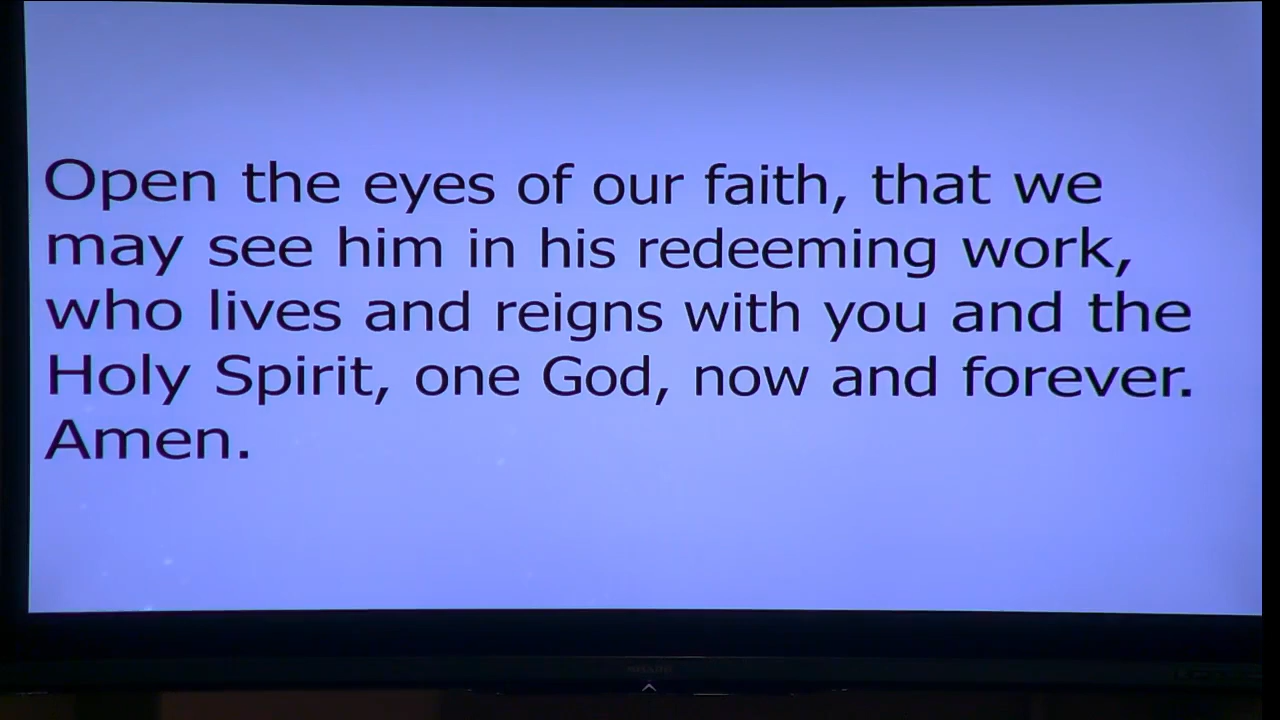 Open the eyes of our faith, that we
may see him in his redeeming work,
who lives and reigns with you and the
Holy Spirit, one God, now and forever.
Amen.